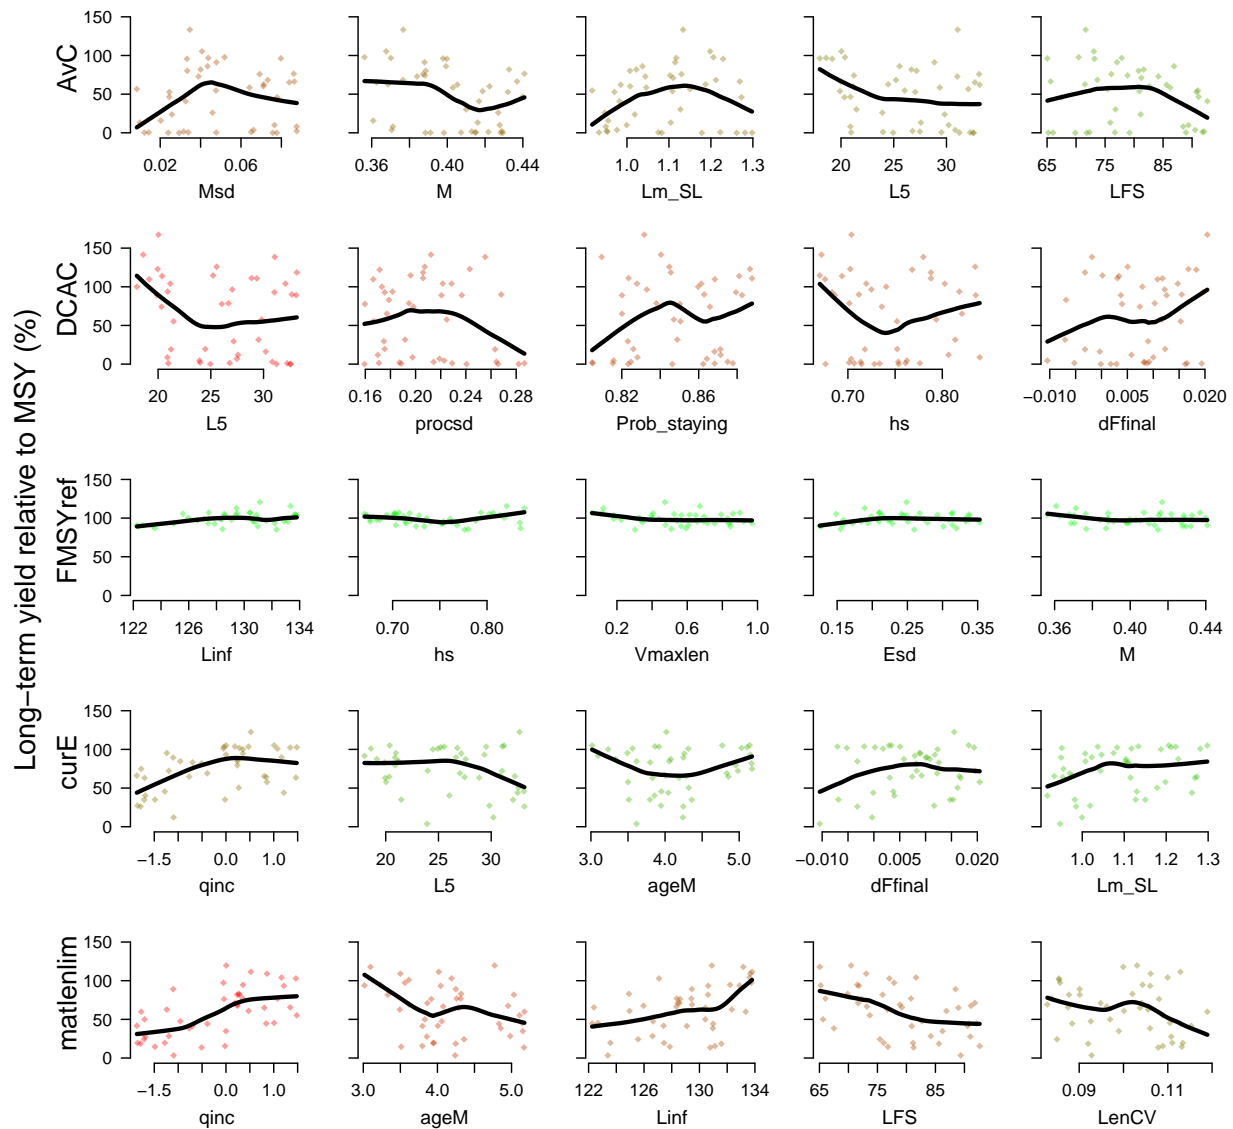 Long−term yield relative to MSY (%)
AvC
150
100
50
0
0.02 0.06
Msd
0.36 0.40 0.44
M
1.0 1.1 1.2 1.3
Lm_SL
20 25 30
L5
65 75 85
LFS
DCAC
150
100
50
0
20 25 30
L5
0.16 0.20 0.24 0.28
procsd
0.82 0.86
Prob_staying
0.70 0.80
hs
−0.010 0.005 0.020
dFfinal
FMSYref
150
100
50
0
122 126 130 134
Linf
0.70 0.80
hs
0.2 0.6 1.0
Vmaxlen
0.15 0.25 0.35
Esd
0.36 0.40 0.44
M
curE
150
100
50
0
−1.5 0.0 1.0
qinc
20 25 30
L5
3.0 4.0 5.0
ageM
−0.010 0.005 0.020
dFfinal
1.0 1.1 1.2 1.3
Lm_SL
matlenlim
150
100
50
0
−1.5 0.0 1.0
qinc
3.0 4.0 5.0
ageM
122 126 130 134
Linf
65 75 85
LFS
0.09 0.11
LenCV